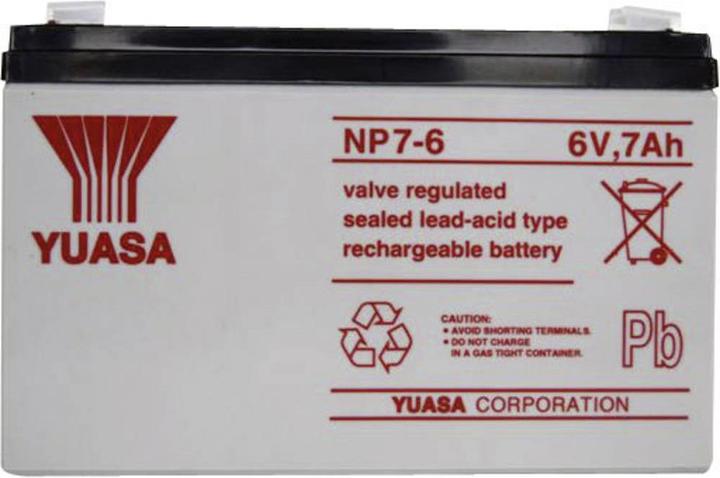 YUASA
NP7-6 6V,7Ah
valve regulated
sealed lead-acid type
rechargeable battery
CAUTION:
• AVOID SHORTING TERMINALS.
• DO NOT CHARGE
IN A GAS TIGHT CONTAINER.
Pb
YUASA CORPORATION